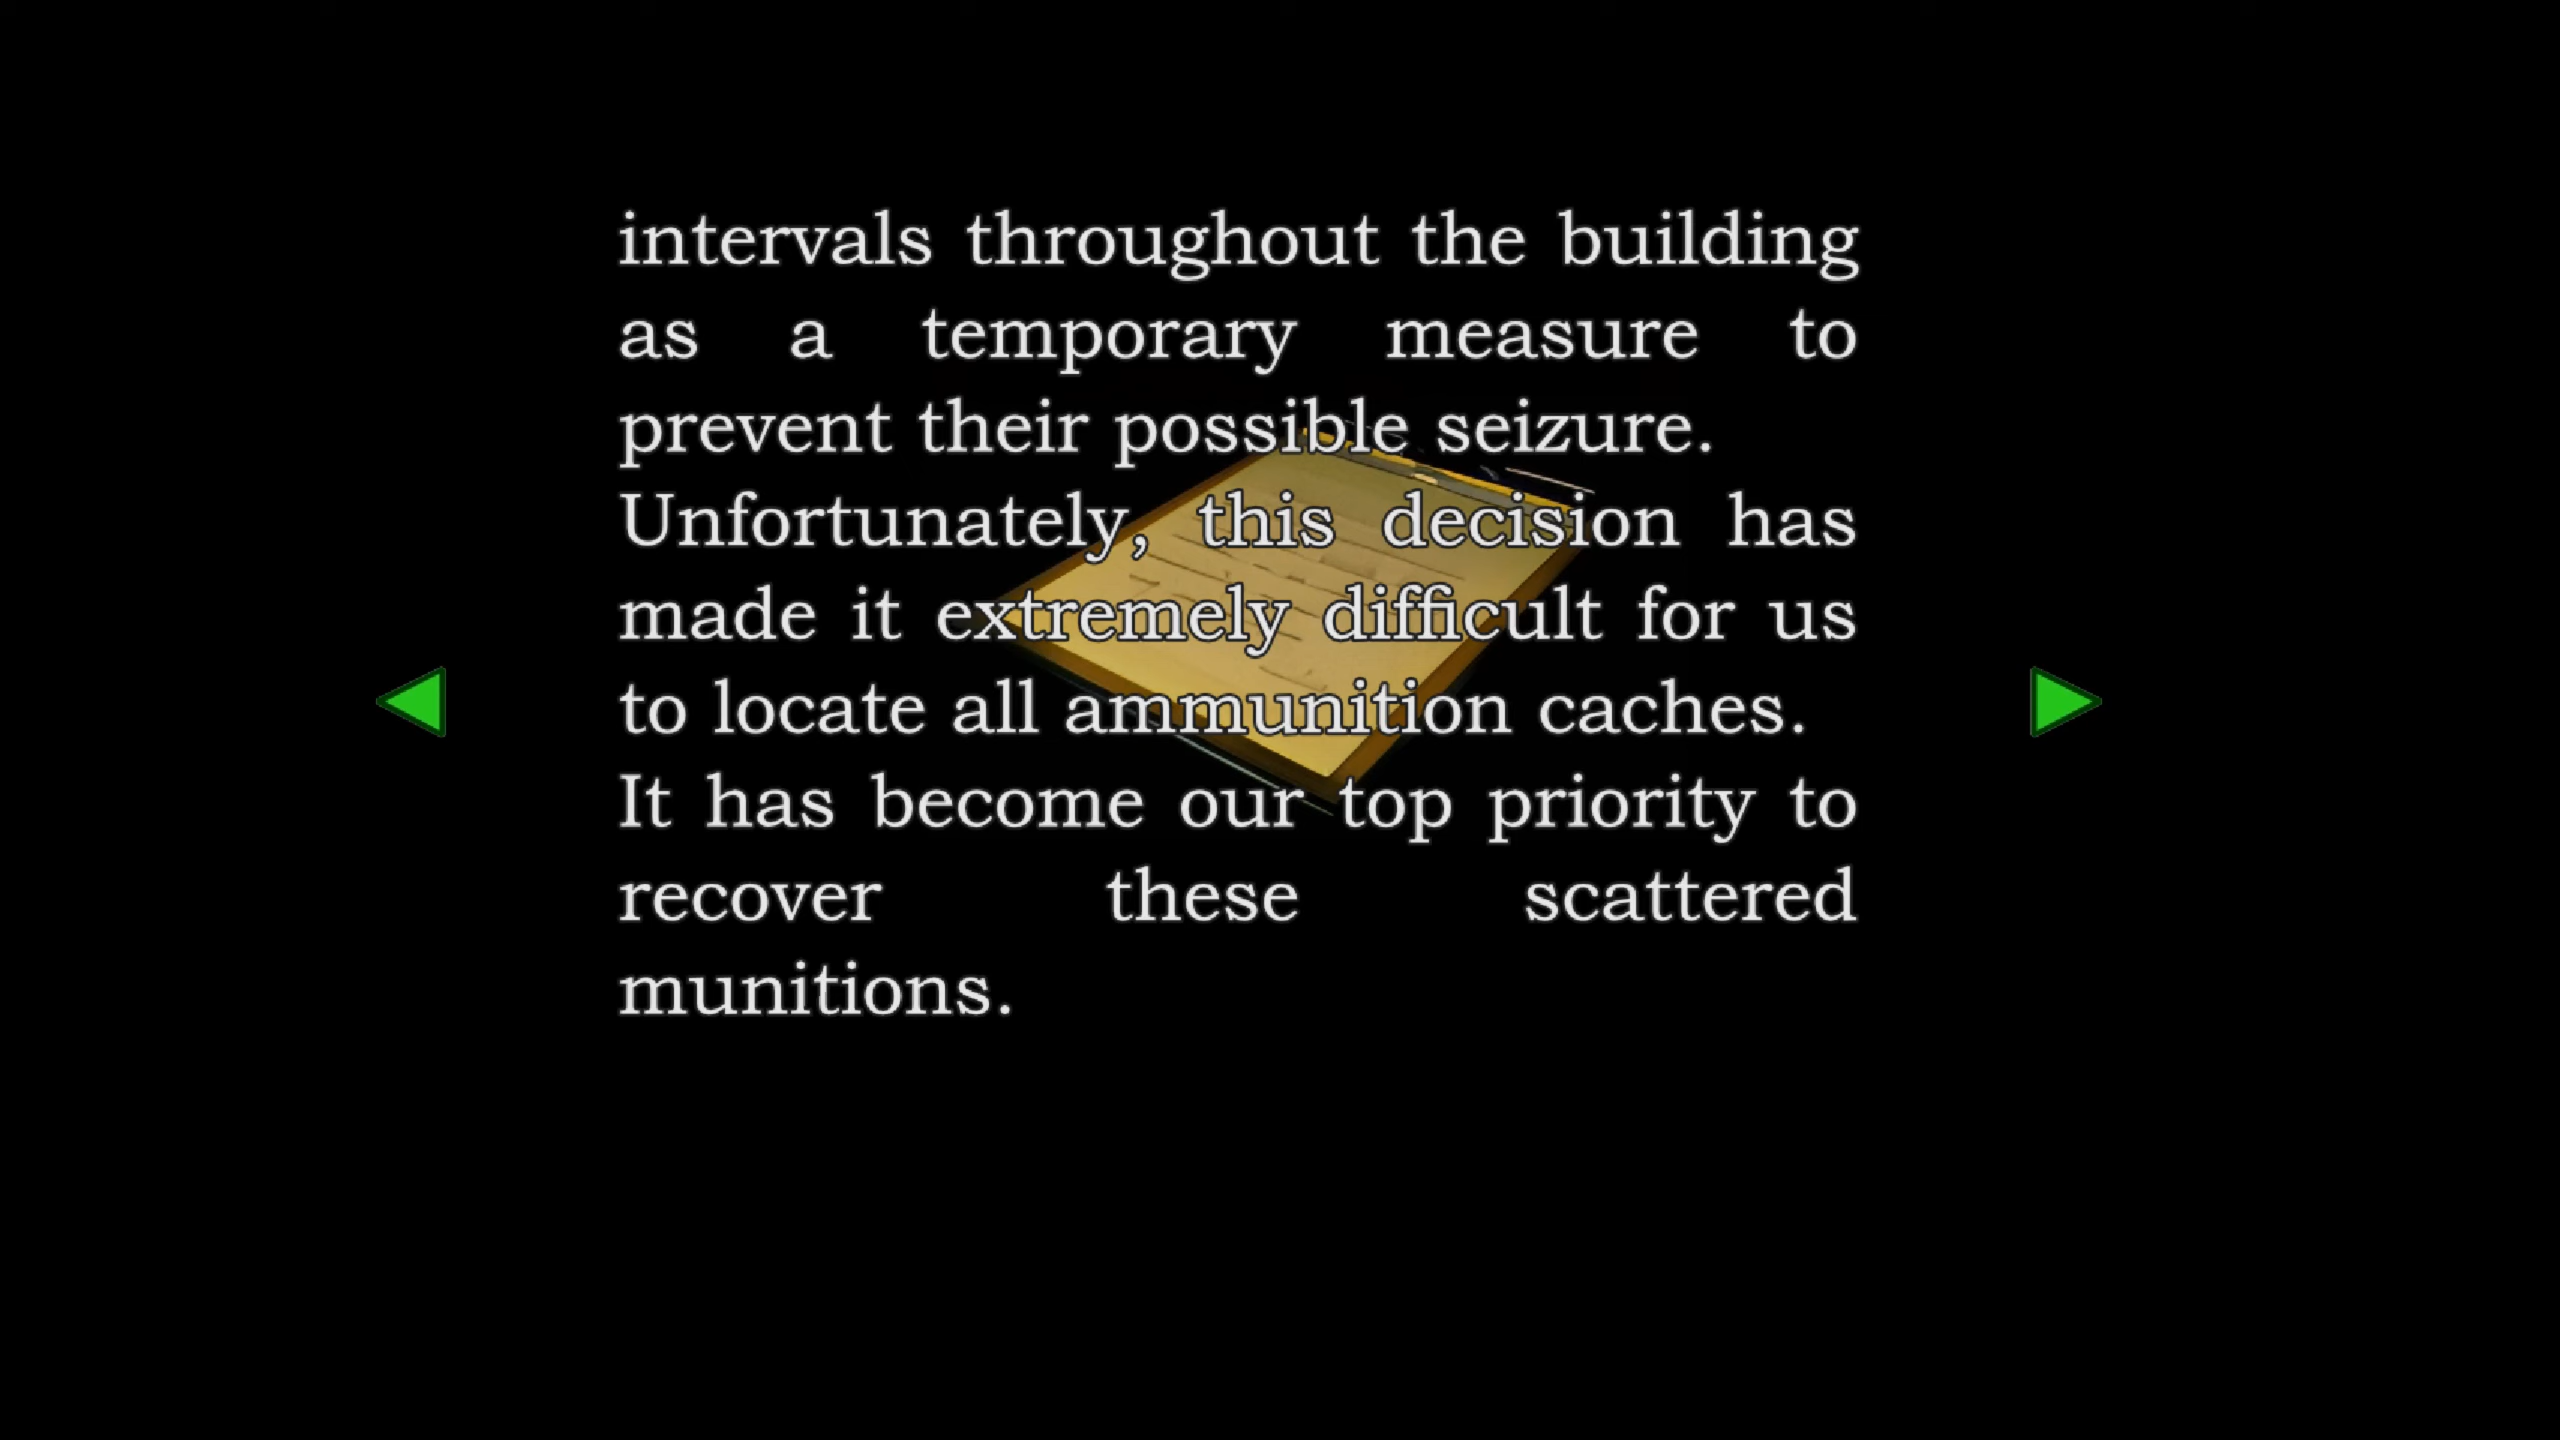 intervals throughout the building
as a temporary measure to
prevent their possible seizure.
Unfortunately, this decision has
made it extremely difficult for us
to locate all ammunition caches.
It has become our top priority to
recover these scattered
munitions.